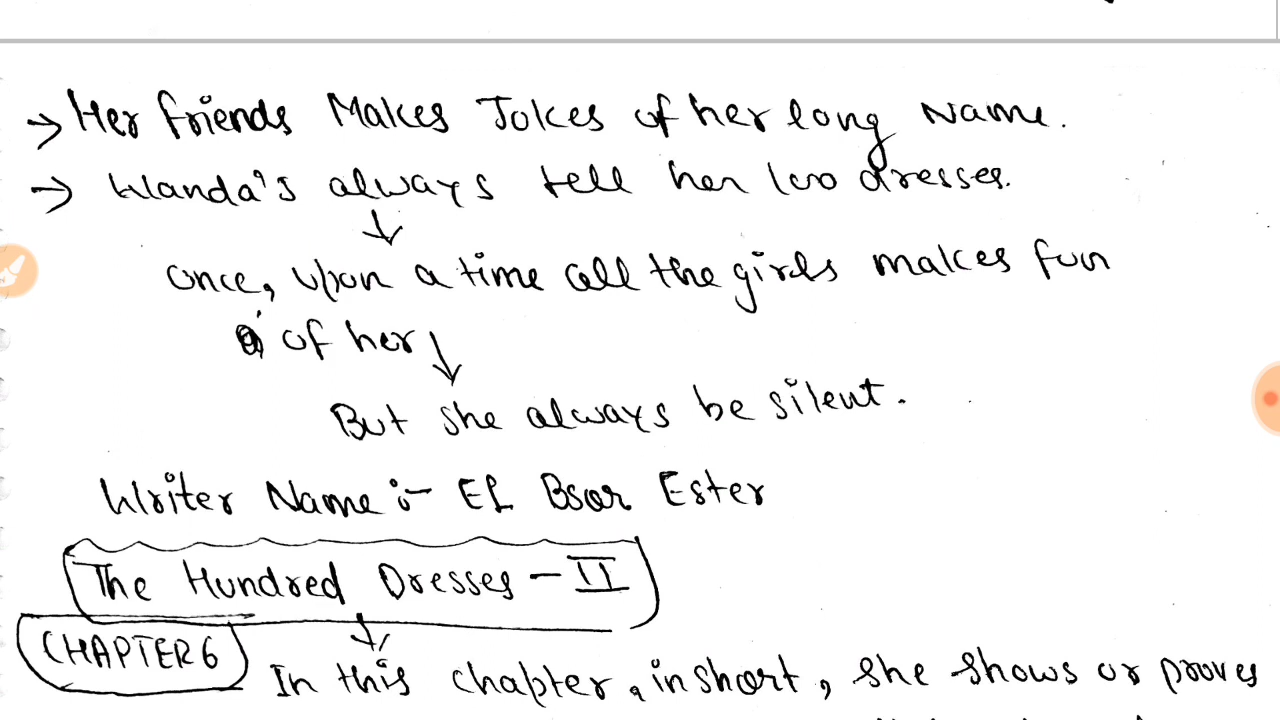 → Her friends Makes Jokes of her long Name.
→ Wanda's always tell her 100 dresses.
↓
Once, upon a time all the girls makes fun
of her ↓
But she always be silent.
Writer Name :- EL Bsor Ester
The Hundred Dresses - II
↓
CHAPTER 6
In this chapter, in short, she shows or proves